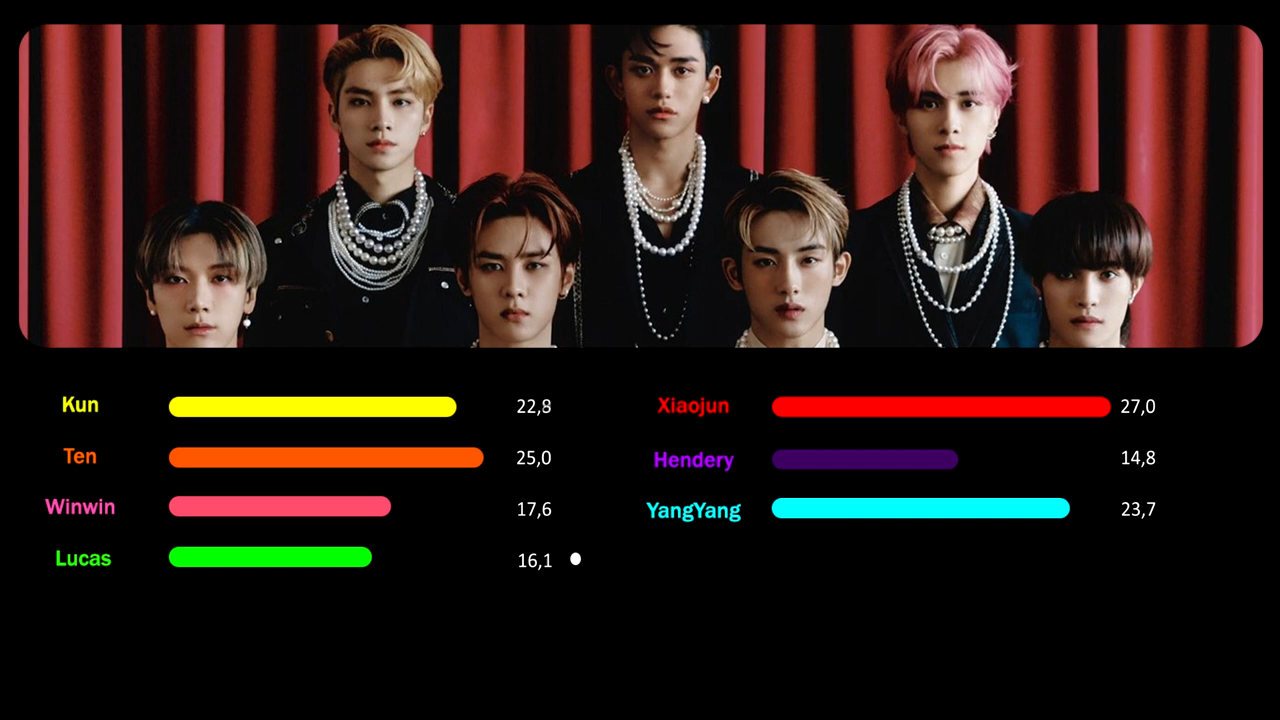 Kun 22,8
Ten 25,0
Winwin 17,6
Lucas 16,1
Xiaojun 27,0
Hendery 14,8
YangYang 23,7